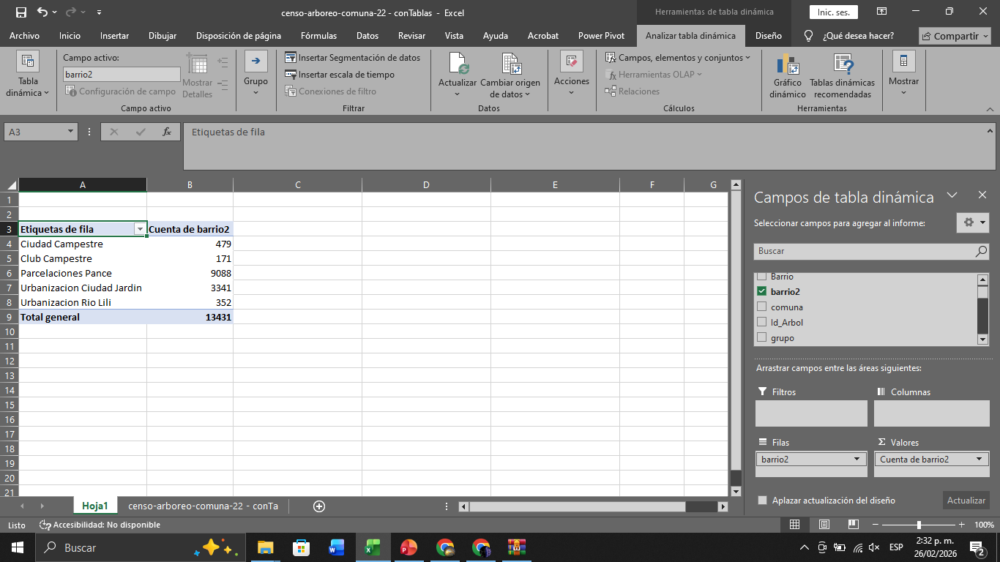 censo-arboreo-comuna-22 - conTablas - Excel
Herramientas de tabla dinámica
Inic. ses.
Archivo Inicio Insertar Dibujar Disposición de página Fórmulas Datos Revisar Vista Ayuda Acrobat Power Pivot Analizar tabla dinámica Diseño ¿Qué desea hacer? Compartir
Tabla dinámica
Campo activo:
barrio2
Configuración de campo
Mostrar Detalles
Campo activo
Grupo
Insertar Segmentación de datos
Insertar escala de tiempo
Conexiones de filtro
Filtrar
Actualizar
Cambiar origen de datos
Datos
Acciones
Campos, elementos y conjuntos
Herramientas OLAP
Relaciones
Cálculos
Gráfico dinámico
Tablas dinámicas recomendadas
Herramientas
Mostrar
A3
fx
Etiquetas de fila
A B C D E F G
1
2
3 Etiquetas de fila Cuenta de barrio2
4 Ciudad Campestre 479
5 Club Campestre 171
6 Parcelaciones Pance 9088
7 Urbanizacion Ciudad Jardin 3341
8 Urbanizacion Rio Lili 352
9 Total general 13431
10
11
12
13
14
15
16
17
18
19
20
21
Campos de tabla dinámica
Seleccionar campos para agregar al informe:
Buscar
Barrio
barrio2
comuna
Id_Arbol
grupo
Arrastrar campos entre las áreas siguientes:
Filtros
Columnas
Filas
Σ Valores
barrio2
Cuenta de barrio2
Aplazar actualización del diseño
Actualizar
Hoja1 censo-arboreo-comuna-22 - conTa
Listo
Accesibilidad: No disponible
100%
Buscar
ESP
2:32 p. m.
26/02/2026
2